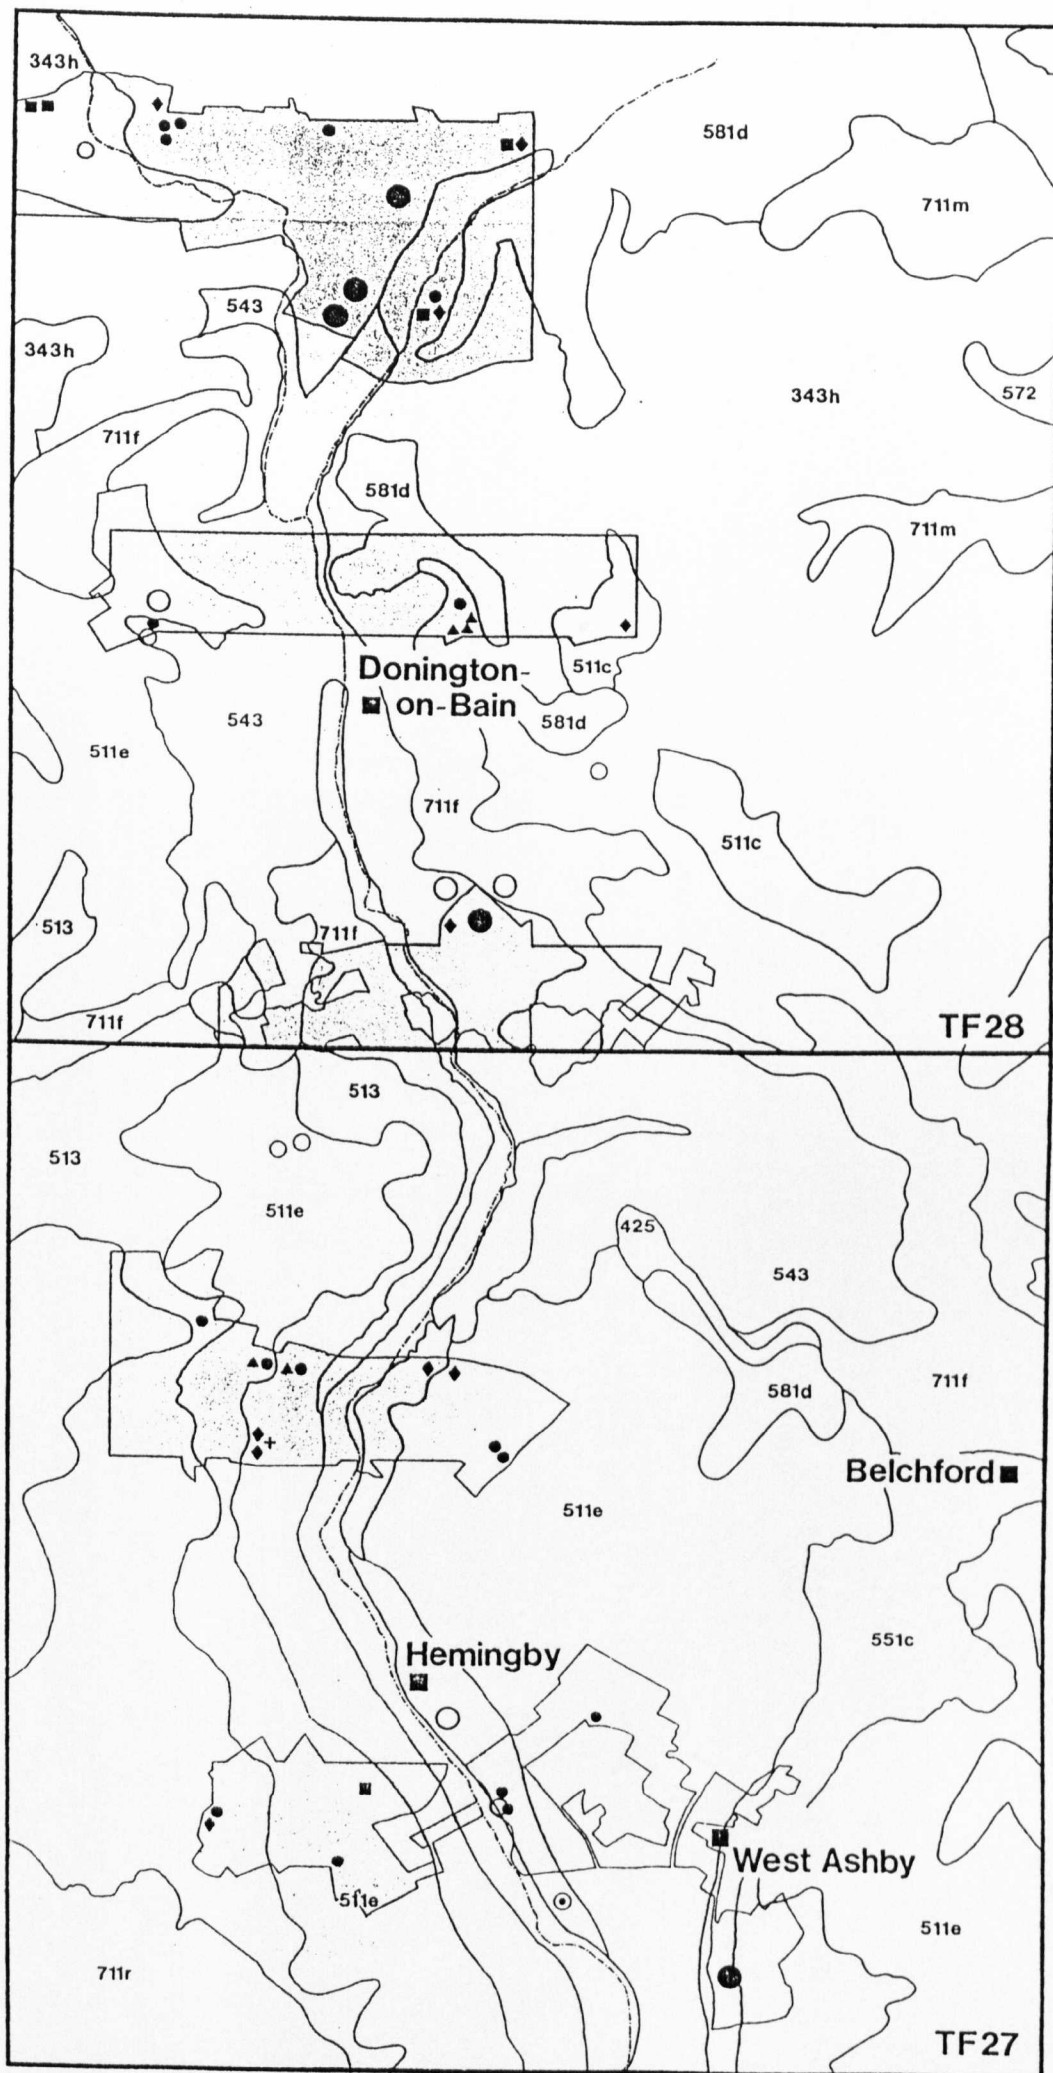 343h
581d
711m
543
343h
343h
572
711f
581d
711m
Donington-
on-Bain
511c
543
581d
511e
711f
511c
513
711f
711f
TF28
513
513
511e
425
543
581d
711f
Belchford
511e
551c
Hemingby
West Ashby
511e
511e
711r
TF27